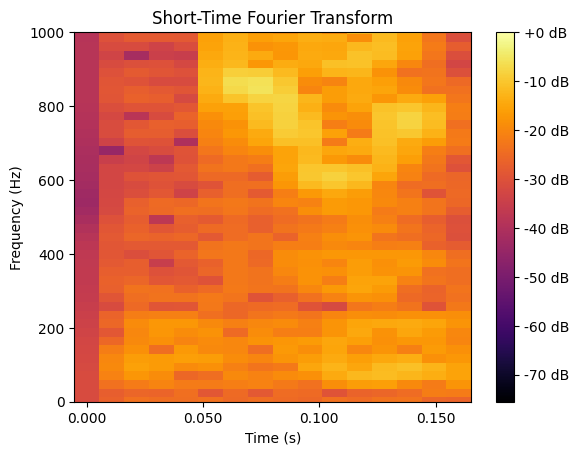 Short-Time Fourier Transform
1000
800
600
400
200
0
Frequency (Hz)
0.000
0.050
0.100
0.150
Time (s)
+0 dB
-10 dB
-20 dB
-30 dB
-40 dB
-50 dB
-60 dB
-70 dB